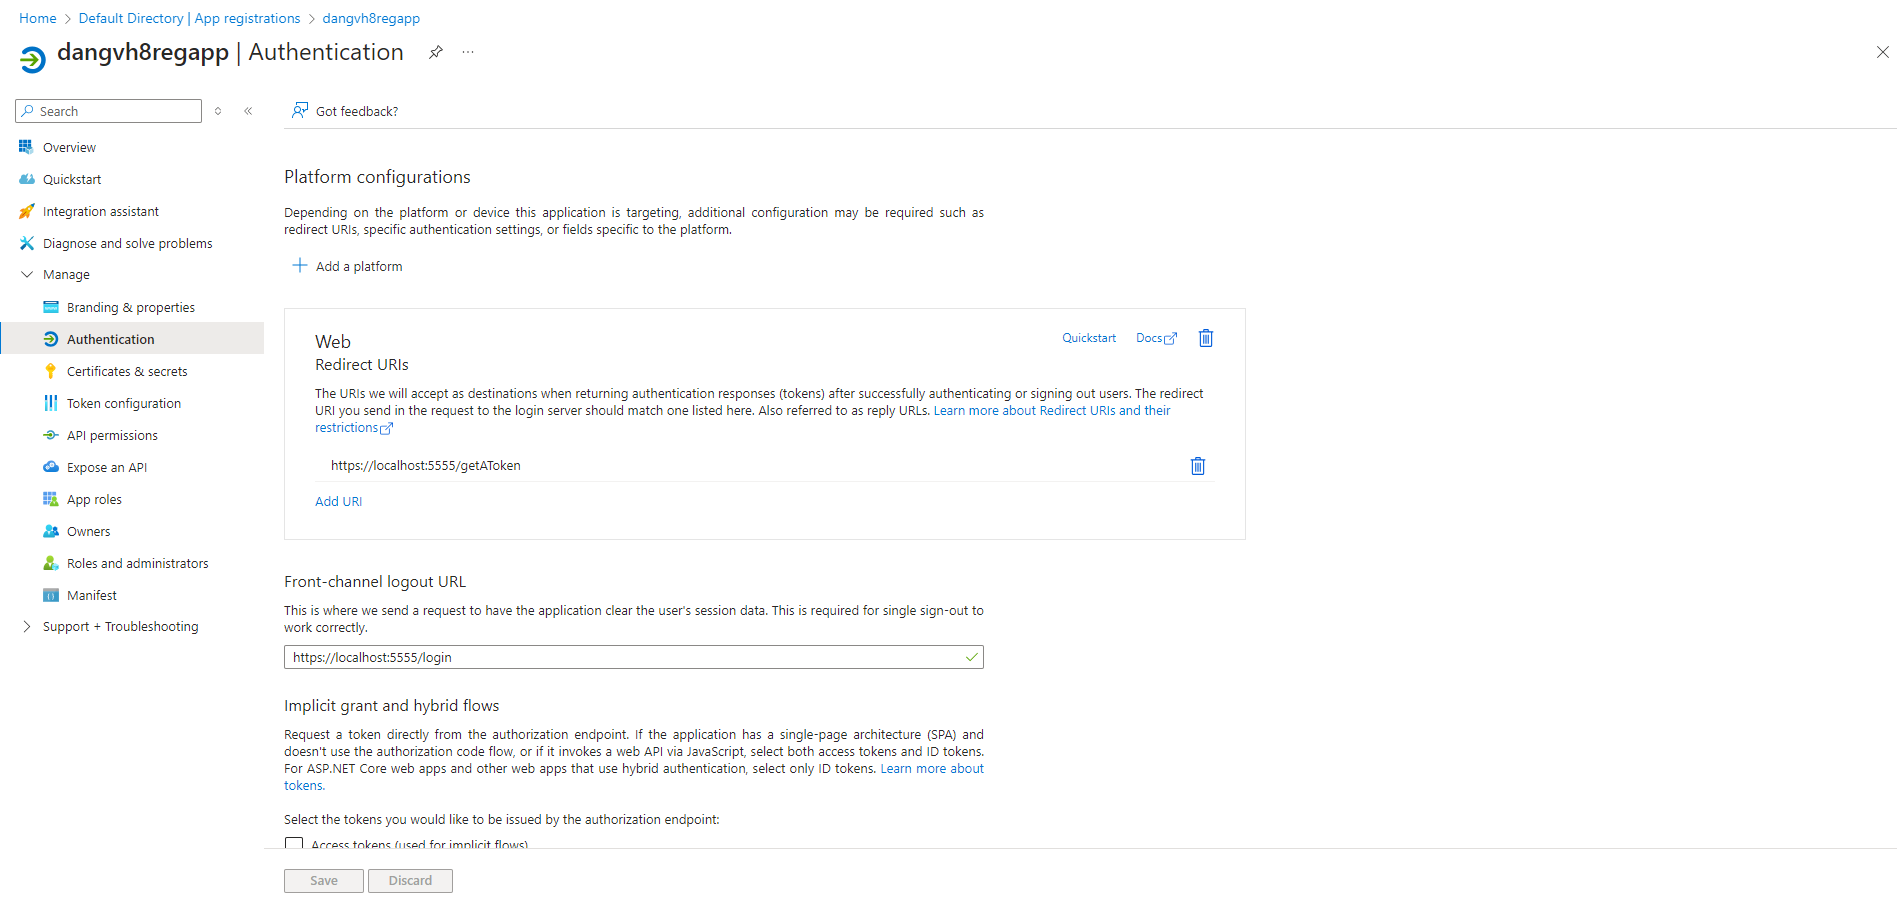 Home > Default Directory | App registrations > dangvh8regapp
dangvh8regapp | Authentication
Search
Got feedback?
Overview
Quickstart
Integration assistant
Diagnose and solve problems
Manage
Branding & properties
Authentication
Certificates & secrets
Token configuration
API permissions
Expose an API
App roles
Owners
Roles and administrators
Manifest
Support + Troubleshooting
Platform configurations
Depending on the platform or device this application is targeting, additional configuration may be required such as
redirect URIs, specific authentication settings, or fields specific to the platform.
Add a platform
Web
Quickstart
Docs
Redirect URIs
The URIs we will accept as destinations when returning authentication responses (tokens) after successfully authenticating or signing out users. The redirect
URI you send in the request to the login server should match one listed here. Also referred to as reply URLs. Learn more about Redirect URIs and their
restrictions
https://localhost:5555/getAToken
Add URI
Front-channel logout URL
This is where we send a request to have the application clear the user's session data. This is required for single sign-out to
work correctly.
https://localhost:5555/login
Implicit grant and hybrid flows
Request a token directly from the authorization endpoint. If the application has a single-page architecture (SPA) and
doesn't use the authorization code flow, or if it invokes a web API via JavaScript, select both access tokens and ID tokens.
For ASP.NET Core web apps and other web apps that use hybrid authentication, select only ID tokens. Learn more about
tokens.
Select the tokens you would like to be issued by the authorization endpoint:
Access tokens (used for implicit flows)
Save
Discard